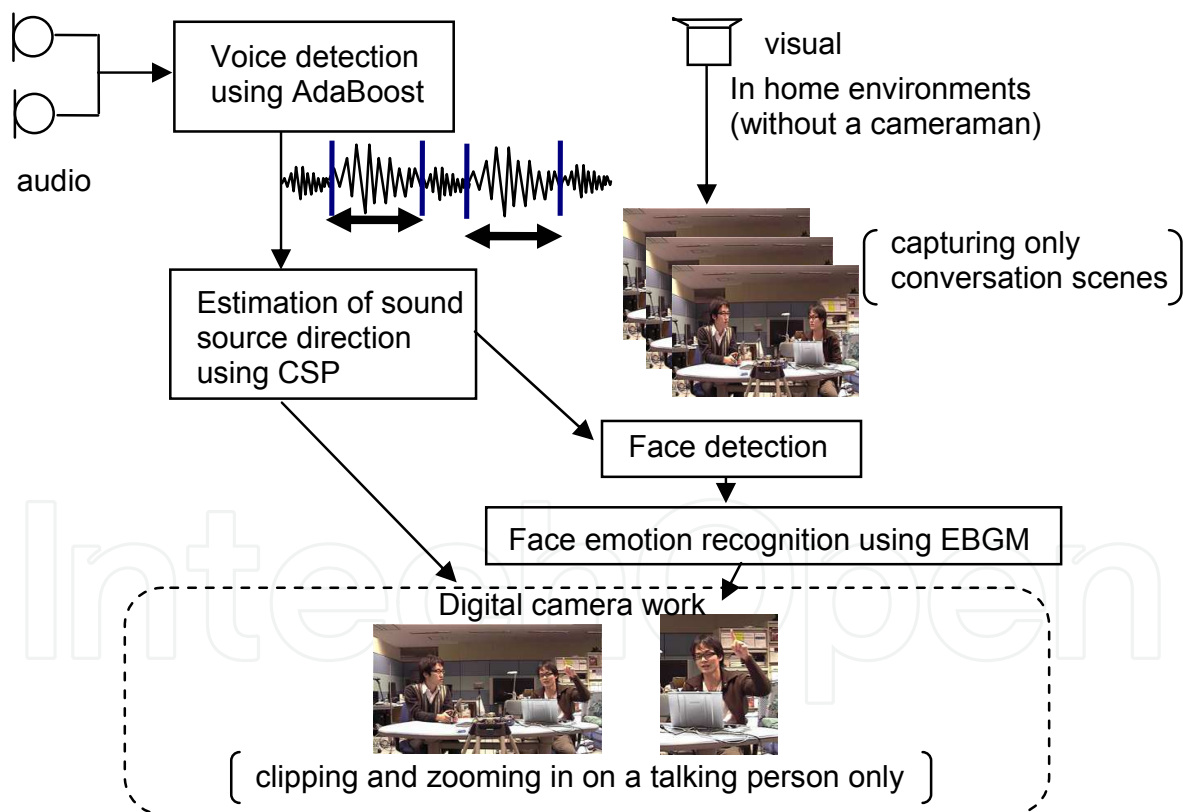 Voice detection
using AdaBoost
audio
visual
In home environments
(without a cameraman)
capturing only
conversation scenes
Estimation of sound
source direction
using CSP
Face detection
Face emotion recognition using EBGM
IntechOpen
Digital camera work
clipping and zooming in on a talking person only